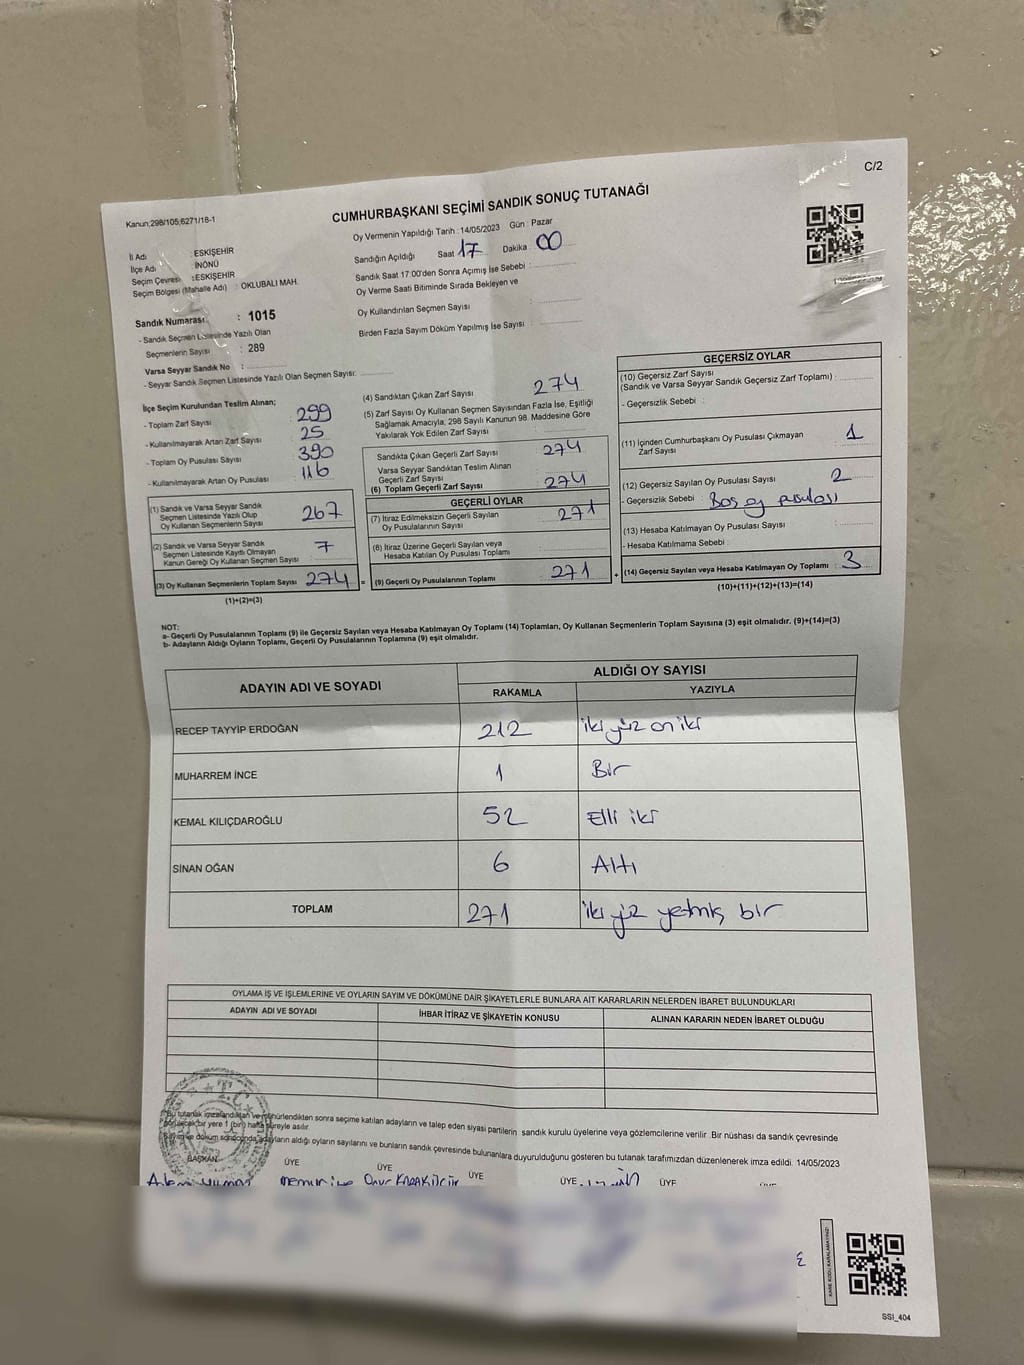 C/2
Kanun:298/105;6271/18-1
CUMHURBAŞKANI SEÇİMİ SANDIK SONUÇ TUTANAĞI
İl Adı : ESKİŞEHİR
İlçe Adı : İNÖNÜ
Seçim Çevresi : ESKİŞEHİR
Seçim Bölgesi (Mahalle Adı) : OKLUBALI MAH.
Sandık Numarası : 1015
- Sandık Seçmen Listesinde Yazılı Olan
Seçmenlerin Sayısı : 289
Varsa Seyyar Sandık No :
- Seyyar Sandık Seçmen Listesinde Yazılı Olan Seçmen Sayısı:
Oy Vermenin Yapıldığı Tarih : 14/05/2023 Gün : Pazar
Sandığın Açıldığı Saat 17 Dakika : 00
Sandık Saat 17:00'den Sonra Açımış İse Sebebi :
Oy Verme Saati Bitiminde Sırada Bekleyen ve
Oy Kullandırılan Seçmen Sayısı :
Birden Fazla Sayım Döküm Yapılmış İse Sayısı :
İlçe Seçim Kurulundan Teslim Alınan;
- Toplam Zarf Sayısı : 299
- Kullanılmayarak Artan Zarf Sayısı : 25
- Toplam Oy Pusulası Sayısı : 390
- Kullanılmayarak Artan Oy Pusulası : 116
(1) Sandık ve Varsa Seyyar Sandık
Seçmen Listesinde Yazılı Olup
Oy Kullanan Seçmenlerin Sayısı : 267
(2) Sandık ve Varsa Seyyar Sandık
Seçmen Listesinde Kayıtlı Olmayan
Kanun Gereği Oy Kullanan Seçmen Sayısı : 7
(3) Oy Kullanan Seçmenlerin Toplam Sayısı : 274 =
(1)+(2)=(3)
(4) Sandıktan Çıkan Zarf Sayısı : 274
(5) Zarf Sayısı Oy Kullanan Seçmen Sayısından Fazla İse, Eşitliği
Sağlamak Amacıyla, 298 Sayılı Kanunun 98. Maddesine Göre
Yakılarak Yok Edilen Zarf Sayısı :
Sandıkta Çıkan Geçerli Zarf Sayısı : 274
Varsa Seyyar Sandıktan Teslim Alınan
Geçerli Zarf Sayısı :
(6) Toplam Geçerli Zarf Sayısı : 274
GEÇERLİ OYLAR
(7) İtiraz Edilmeksizin Geçerli Sayılan
Oy Pusulalarının Sayısı : 271
(8) İtiraz Üzerine Geçerli Sayılan veya
Hesaba Katılan Oy Pusulası Toplamı :
(9) Geçerli Oy Pusulalarının Toplamı : 271 +
GEÇERSİZ OYLAR
(10) Geçersiz Zarf Sayısı
(Sandık ve Varsa Seyyar Sandık Geçersiz Zarf Toplamı) :
- Geçersizlik Sebebi :
(11) İçinden Cumhurbaşkanı Oy Pusulası Çıkmayan
Zarf Sayısı : 1
(12) Geçersiz Sayılan Oy Pusulası Sayısı : 2
- Geçersizlik Sebebi : Boş oy pusulası
(13) Hesaba Katılmayan Oy Pusulası Sayısı :
- Hesaba Katılmama Sebebi :
(14) Geçersiz Sayılan veya Hesaba Katılmayan Oy Toplamı : 3
(10)+(11)+(12)+(13)=(14)
NOT:
a- Geçerli Oy Pusulalarının Toplamı (9) ile Geçersiz Sayılan veya Hesaba Katılmayan Oy Toplamı (14) Toplamları, Oy Kullanan Seçmenlerin Toplam Sayısına (3) eşit olmalıdır. (9)+(14)=(3)
b- Adayların Aldığı Oyların Toplamı, Geçerli Oy Pusulalarının Toplamına (9) eşit olmalıdır.
ADAYIN ADI VE SOYADI ALDIĞI OY SAYISI
RAKAMLA YAZIYLA
RECEP TAYYİP ERDOĞAN 212 iki yüz on iki
MUHARREM İNCE 1 Bir
KEMAL KILIÇDAROĞLU 52 Elli iki
SİNAN OĞAN 6 Altı
TOPLAM 271 iki yüz yetmiş bir
OYLAMA İŞ VE İŞLEMLERİNE VE OYLARIN SAYIM VE DÖKÜMÜNE DAİR ŞİKAYETLERLE BUNLARA AİT KARARLARIN NELERDEN İBARET BULUNDUKLARI
ADAYIN ADI VE SOYADI İHBAR İTİRAZ VE ŞİKAYETİN KONUSU ALINAN KARARIN NEDEN İBARET OLDUĞU
T.C.
Bu tutanak imzalandıktan ve mühürlendikten sonra seçime katılan adayların ve talep eden siyasi partilerin sandık kurulu üyelerine veya gözlemcilerine verilir. Bir nüshası da sandık çevresinde
görülecek bir yere 1 (bir) hafta süreyle asılır.
Sayım ve döküm sonucunda adayların aldığı oyların sayılarını ve bunların sandık çevresinde bulunanlara duyurulduğunu gösteren bu tutanak tarafımızdan düzenlenerek imza edildi. 14/05/2023
BAŞKAN ÜYE ÜYE ÜYE ÜYE ÜYE
Onur
KARE KODU KARALAMAYINIZ!
SSI_404